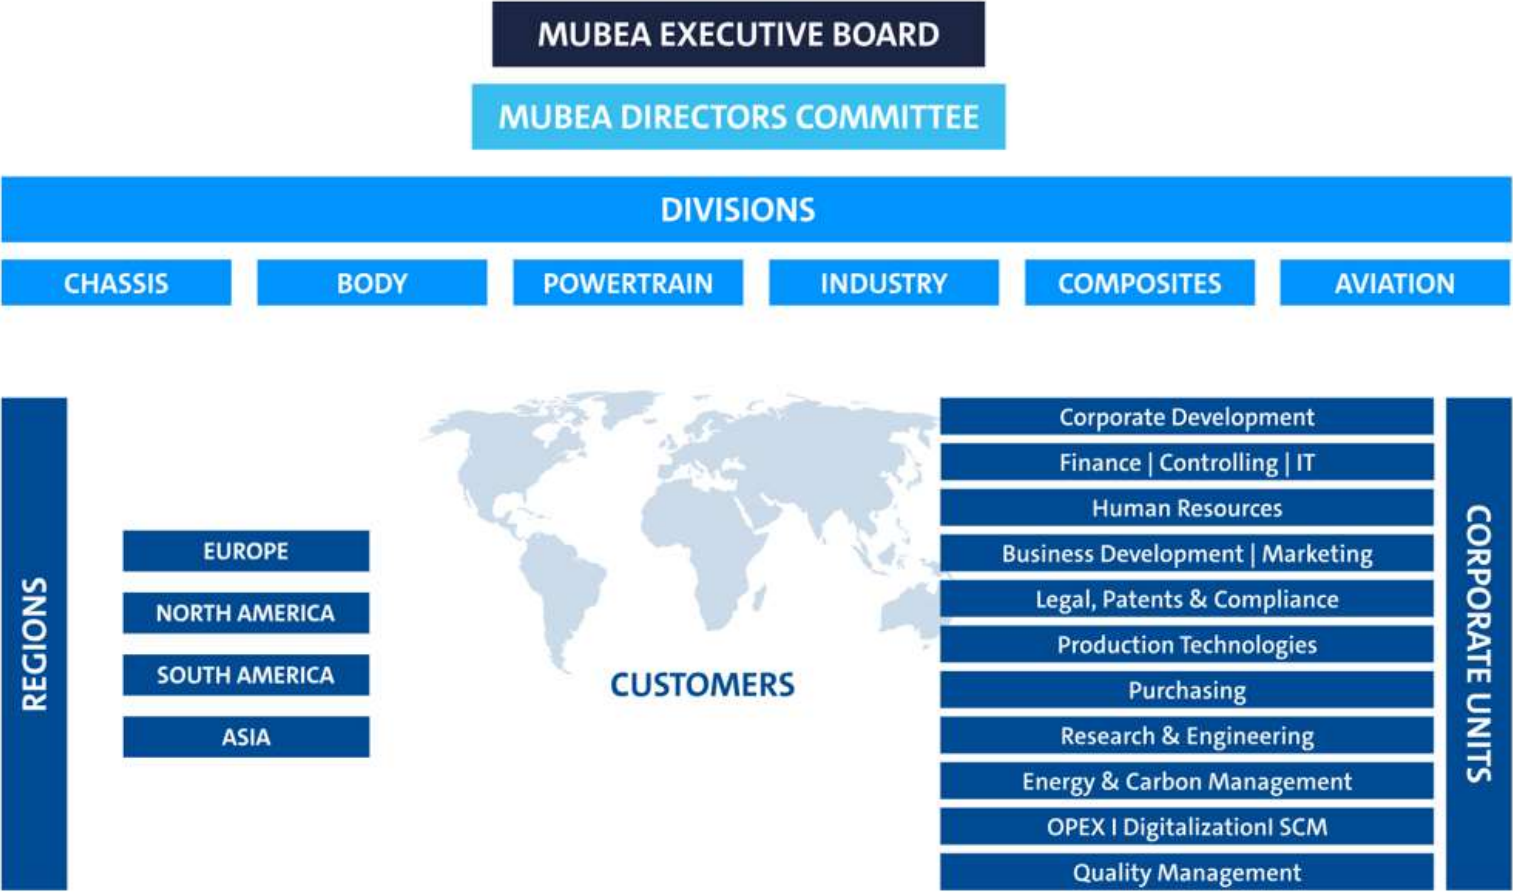 MUBEA EXECUTIVE BOARD
MUBEA DIRECTORS COMMITTEE
DIVISIONS
CHASSIS
BODY
POWERTRAIN
INDUSTRY
COMPOSITES
AVIATION
REGIONS
EUROPE
NORTH AMERICA
SOUTH AMERICA
ASIA
CUSTOMERS
Corporate Development
Finance | Controlling | IT
Human Resources
Business Development | Marketing
Legal, Patents & Compliance
Production Technologies
Purchasing
Research & Engineering
Energy & Carbon Management
OPEX I DigitalizationI SCM
Quality Management
CORPORATE UNITS